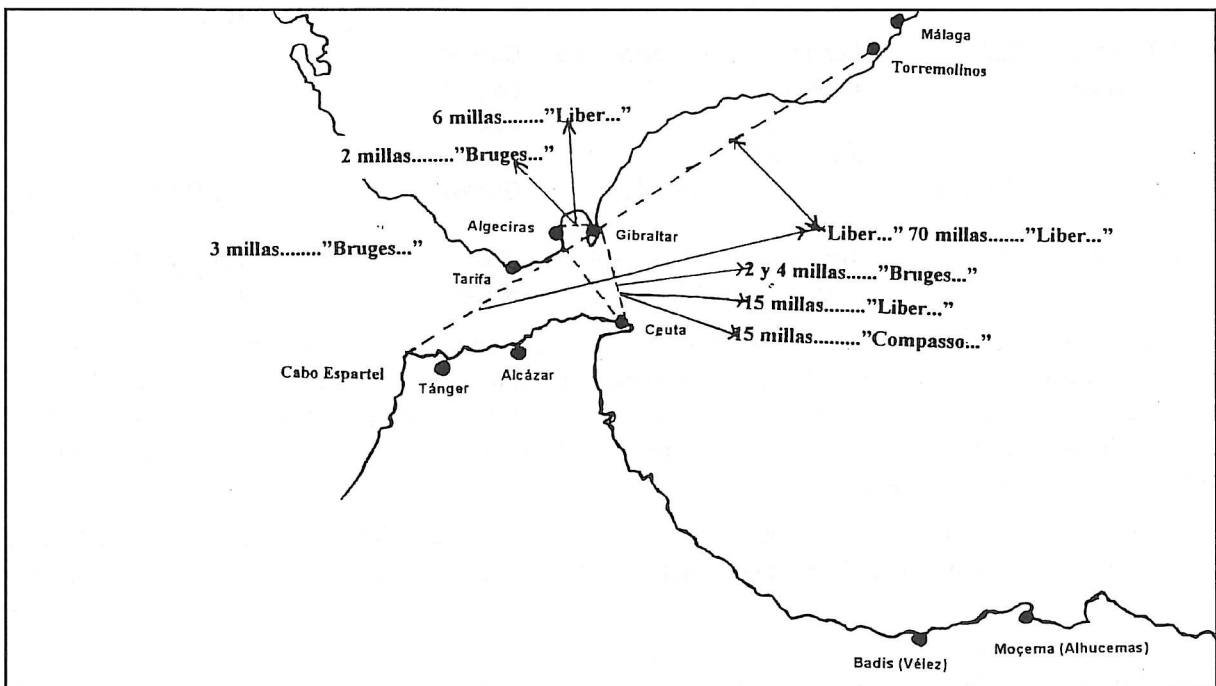 Málaga
Torremolinos
6 millas........"Liber..."
2 millas........"Bruges..."
Algeciras
Gibraltar
"Liber..." 70 millas.......''Liber..."
3 millas........"Bruges..."
Tarifa
2 y 4 millas......"Bruges..."
15 millas.........."Liber..."
Ceuta
15 millas.........''Compasso..."
Cabo Espartel
Tánger
Alcázar
Moçema (Alhucemas)
Badis (Vélez)